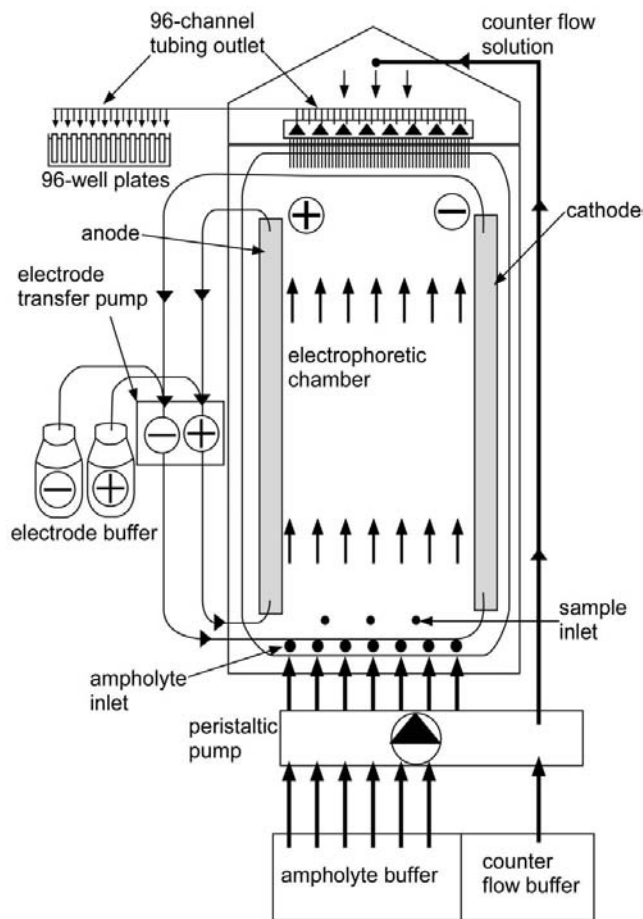 96-channel
tubing outlet
counter flow
solution
96-well plates
anode
+
−
cathode
electrode
transfer pump
electrophoretic
chamber
− +
− +
electrode buffer
sample
inlet
ampholyte
inlet
peristaltic
pump
ampholyte buffer
counter
flow buffer